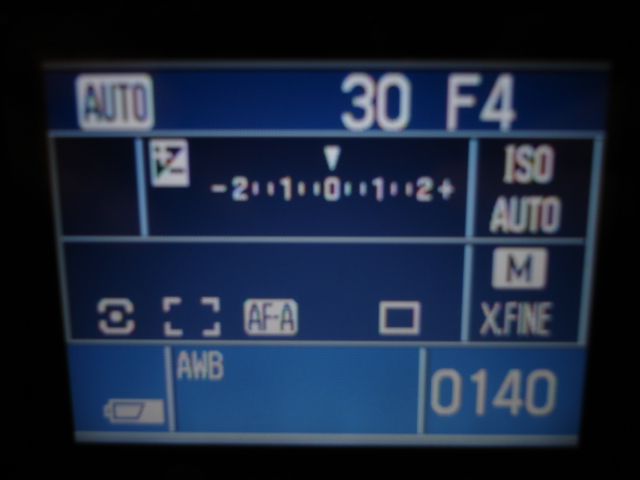 AUTO 30 F4
-2 1 0 1 2+
ISO
AUTO
M
AF-A X.FINE
AWB
0140